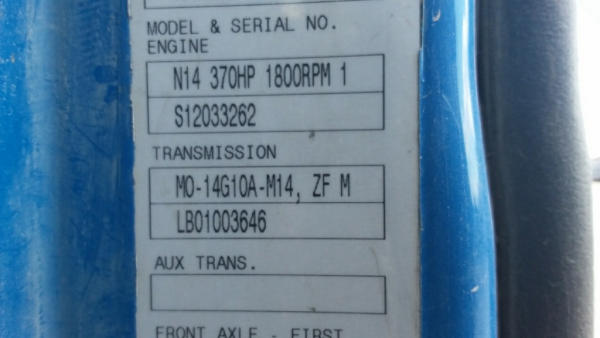 MODEL & SERIAL NO.
ENGINE
N14 370HP 1800RPM 1
S12033262
TRANSMISSION
MO-14G10A-M14, ZF M
LB01003646
AUX TRANS.
FRONT AXLE - FIRST